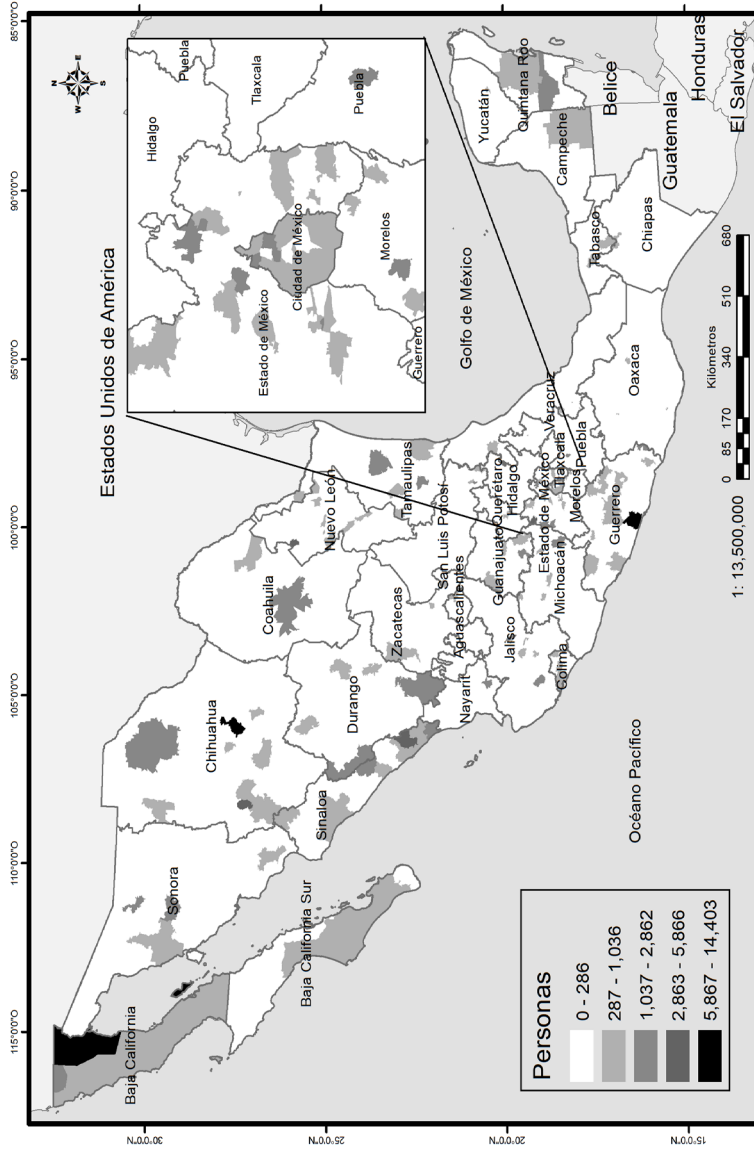 115°0'0"O
110°0'0"O
105°0'0"O
100°0'0"O
95°0'0"O
90°0'0"O
85°0'0"O
30°0'0"N
25°0'0"N
20°0'0"N
15°0'0"N
Estados Unidos de América
N
E
S
W
Baja California
Sonora
Chihuahua
Coahuila
Nuevo León
Baja California Sur
Sinaloa
Durango
Zacatecas
Tamaulipas
San Luis Potosí
Nayarit
Aguascalientes
Jalisco
Guanajuato
Querétaro
Hidalgo
Colima
Michoacán
Estado de México
Tlaxcala
Veracruz
Morelos
Puebla
Guerrero
Oaxaca
Tabasco
Chiapas
Campeche
Yucatán
Quintana Roo
Belice
Guatemala
Honduras
El Salvador
Golfo de México
Océano Pacífico
Hidalgo
Puebla
Tlaxcala
Estado de México
Ciudad de México
Puebla
Morelos
Guerrero
Personas
0 - 286
287 - 1,036
1,037 - 2,862
2,863 - 5,866
5,867 - 14,403
1: 13,500,000
Kilómetros
0 85 170 340 510 680